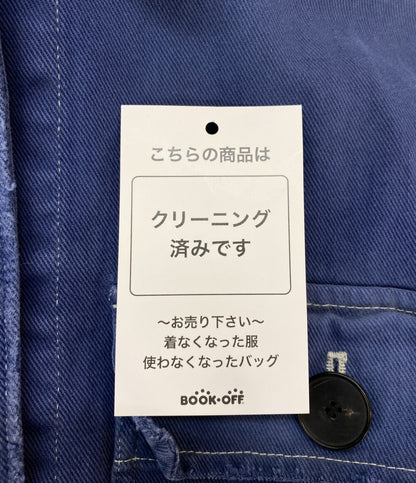 こちらの商品は
クリーニング
済みです
〜お売り下さい〜
着なくなった服
使わなくなったバッグ
BOOK・OFF